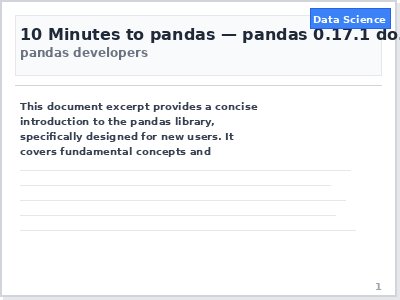 Data Science
10 Minutes to pandas — pandas 0.17.1 do.
pandas developers
This document excerpt provides a concise
introduction to the pandas library,
specifically designed for new users. It
covers fundamental concepts and
1